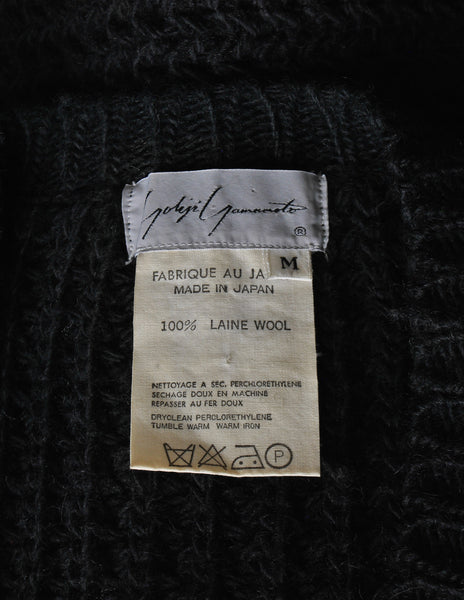 Yohji Yamamoto
®
M
FABRIQUE AU JA
MADE IN JAPAN
100% LAINE WOOL
NETTOYAGE A SEC, PERCHLORETHYLENE
SECHAGE DOUX EN MACHINE
REPASSER AU FER DOUX
DRYCLEAN PERCLORETHYLENE
TUMBLE WARM WARM IRON
P